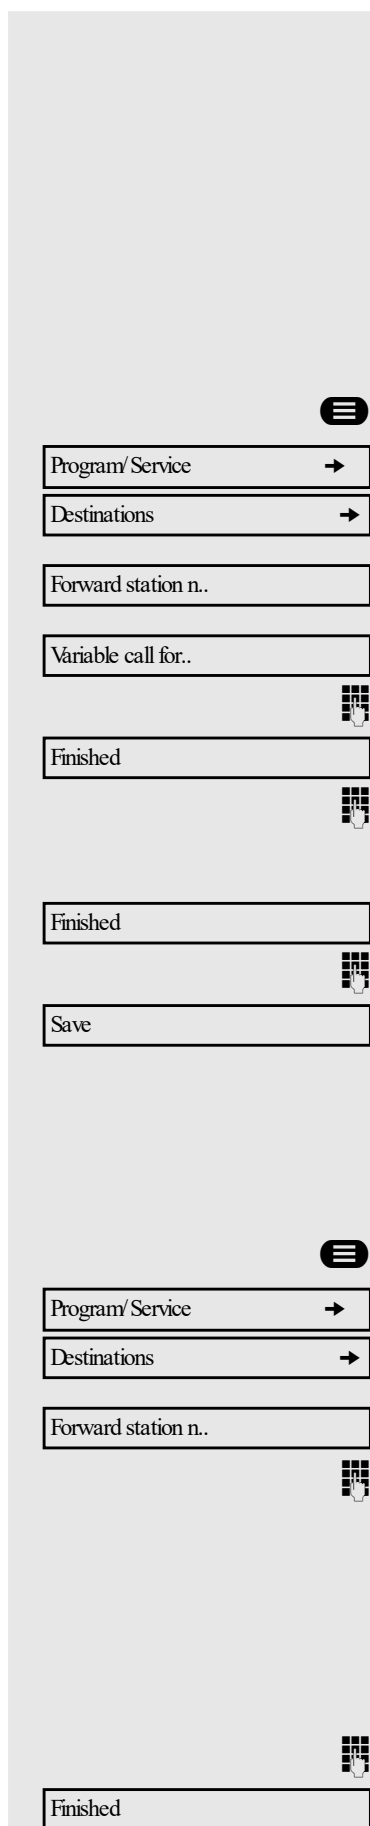 Program/Service
Destinations
Forward station n..
Variable call for..
Finished
Finished
Save
Program/Service
Destinations
Forward station n..
Finished